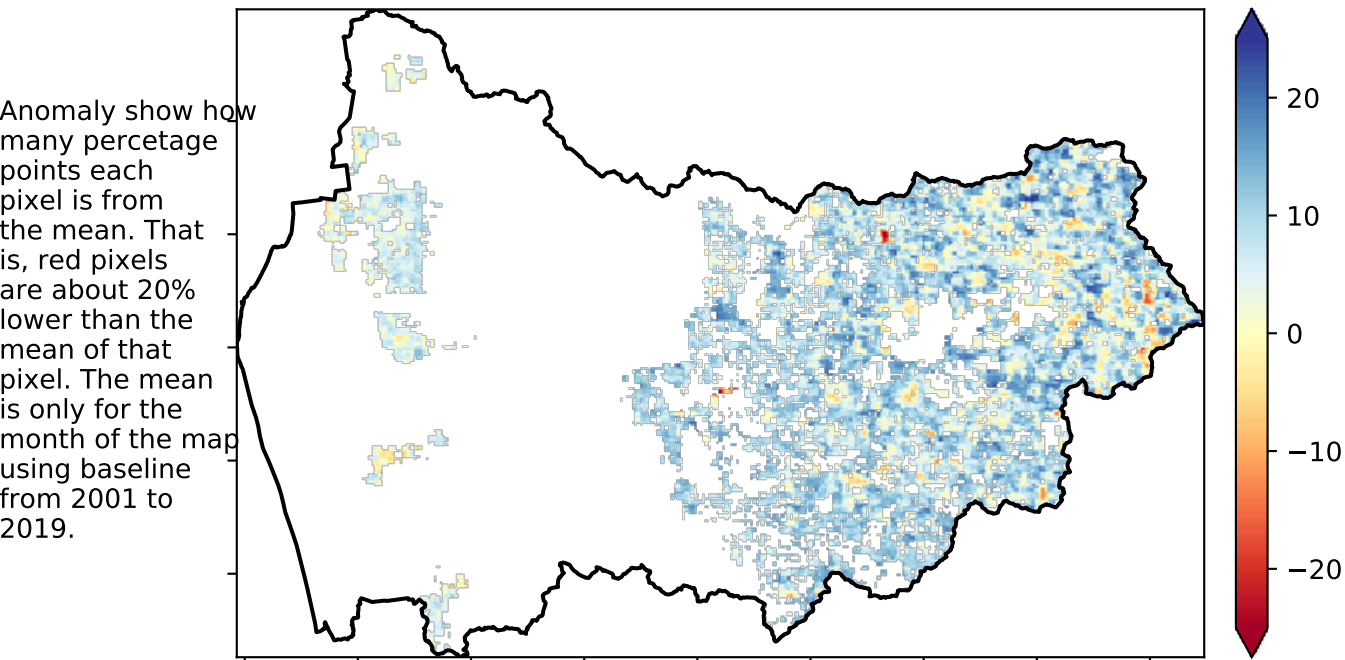 Anomaly show how
many percetage
points each
pixel is from
the mean. That
is, red pixels
are about 20%
lower than the
mean of that
pixel. The mean
is only for the
month of the map
using baseline
from 2001 to
2019.
20
10
0
−10
−20